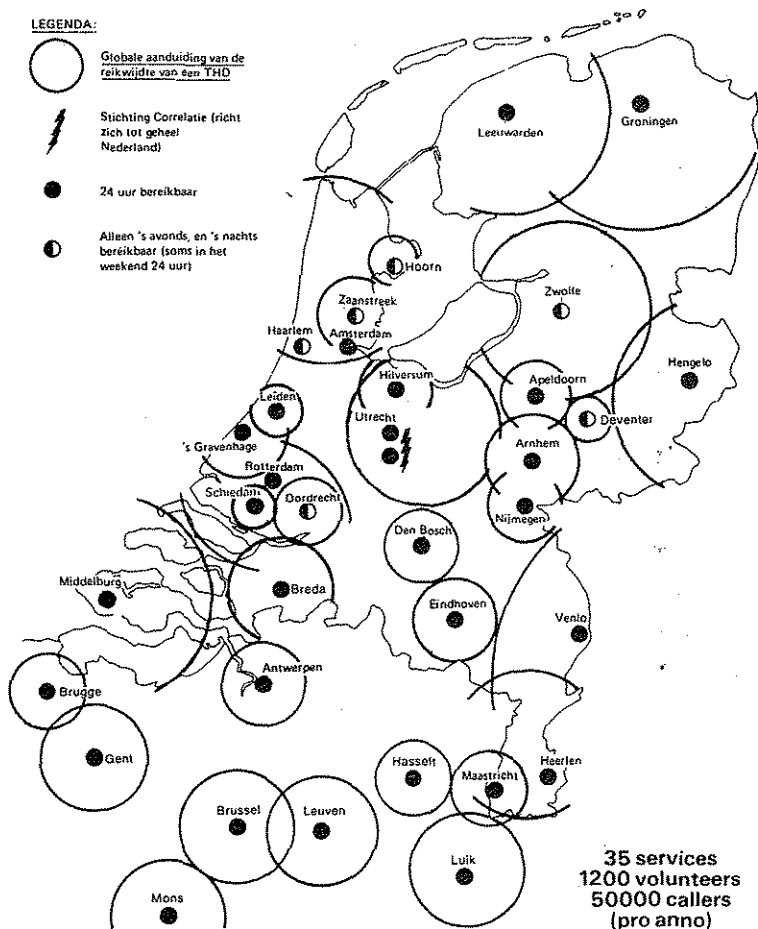 LEGENDA:
Globale aanduiding van de
reikwijdte van een THD
Stichting Correlatie (richt
zich tot geheel
Nederland)
24 uur bereikbaar
Alleen 's avonds, en 's nachts
bereikbaar (soms in het
weekend 24 uur)
Leeuwarden
Groningen
Hoorn
Zaanstreek
Zwolle
Haarlem
Amsterdam
Hilversum
Apeldoorn
Hengelo
Leiden
Utrecht
Deventer
's Gravenhage
Arnhem
Rotterdam
Schiedam
Dordrecht
Nijmegen
Den Bosch
Middelburg
Breda
Eindhoven
Venlo
Antwerpen
Brugge
Gent
Hasselt
Maastricht
Heerlen
Brussel
Leuven
Luik
Mons
35 services
1200 volunteers
50000 callers
(pro anno)